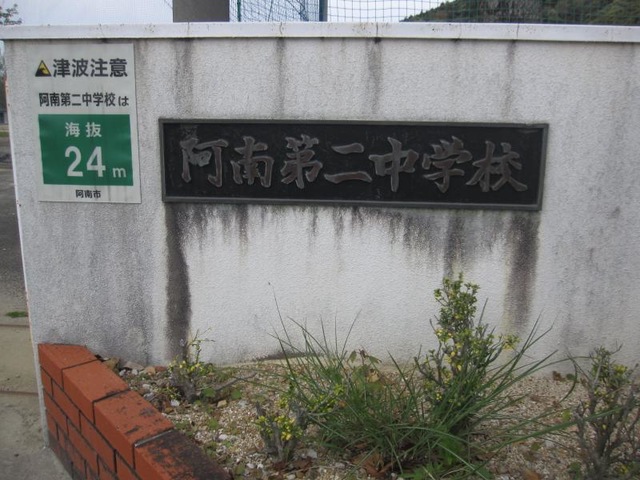 津波注意
阿南第二中学校は
海抜
24m
阿南市
阿南第二中学校